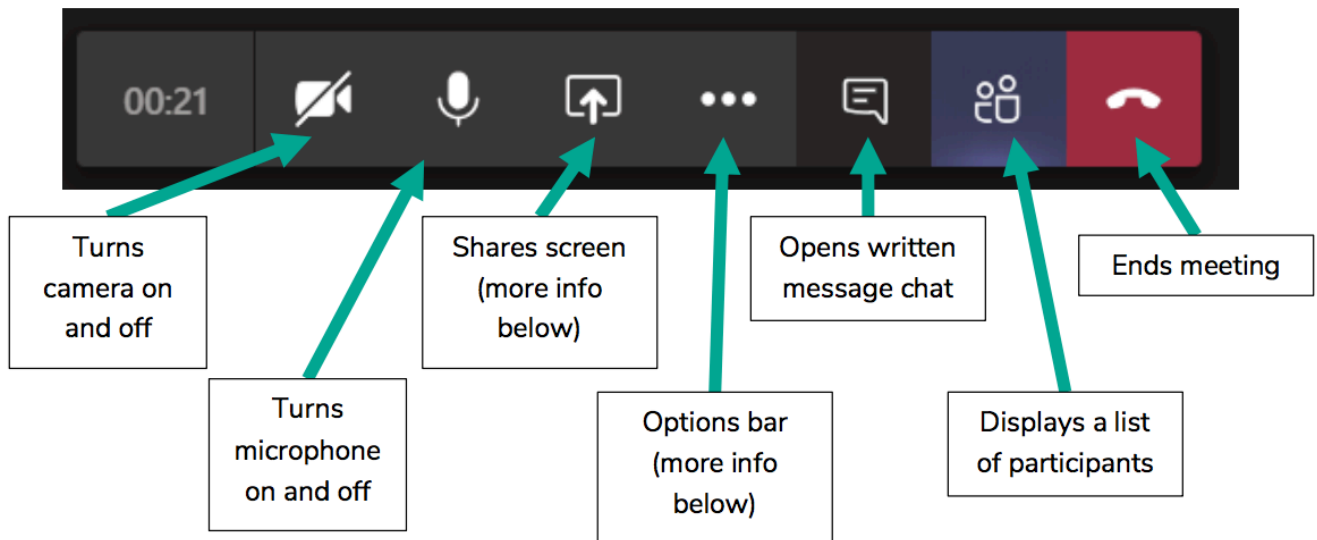 00:21
Turns
camera on
and off
Turns
microphone
on and off
Shares screen
(more info
below)
Options bar
(more info
below)
Opens written
message chat
Displays a list
of participants
Ends meeting